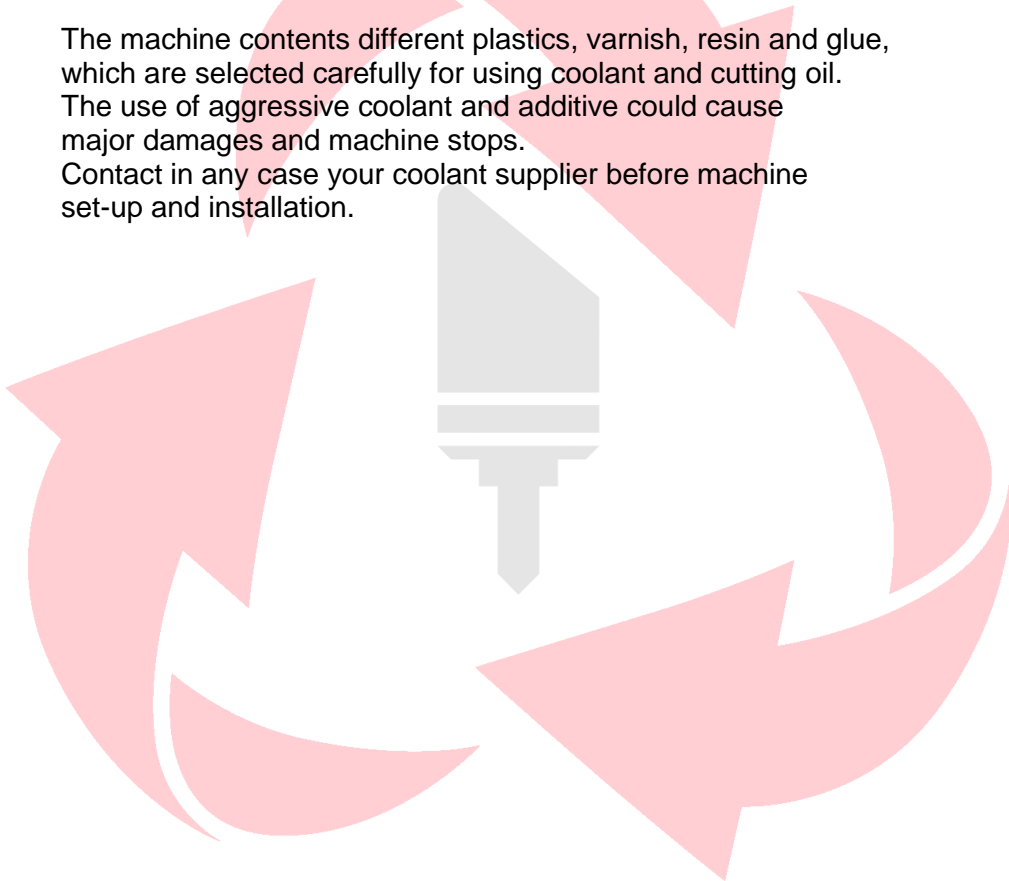 The machine contents different plastics, varnish, resin and glue,
which are selected carefully for using coolant and cutting oil.
The use of aggressive coolant and additive could cause
major damages and machine stops.
Contact in any case your coolant supplier before machine
set-up and installation.